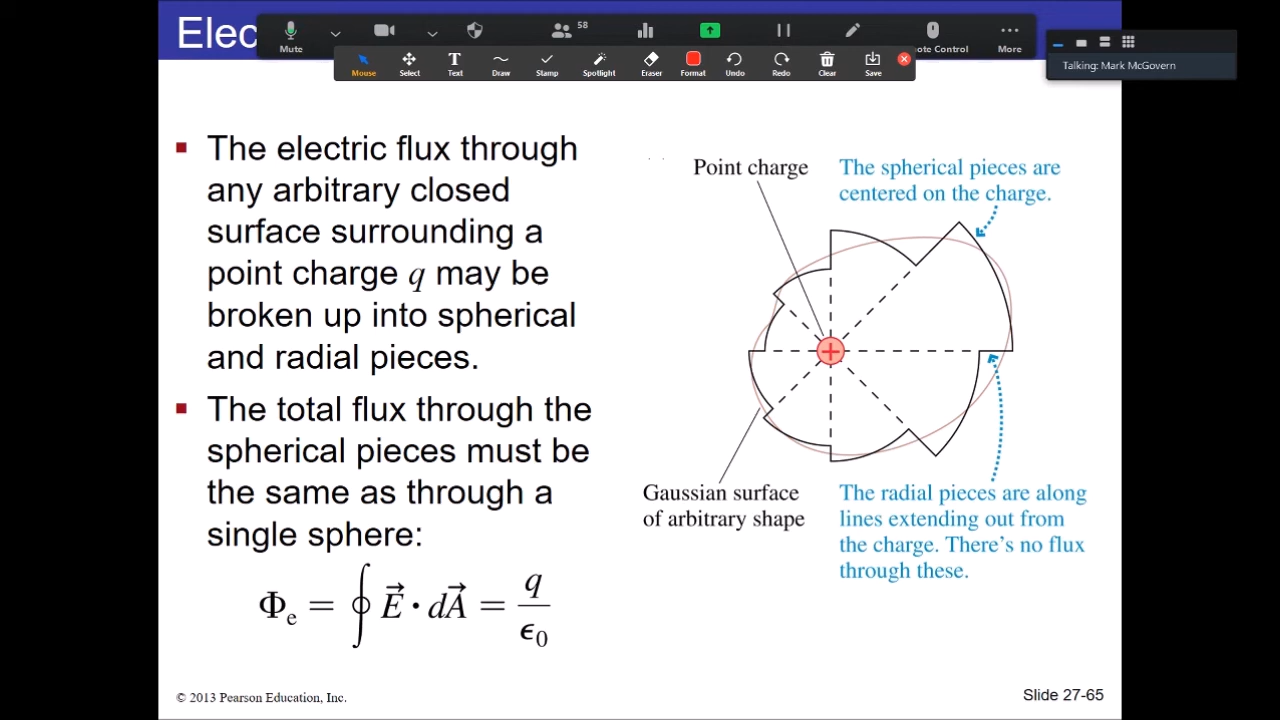 Elec
Mute
58
ote Control
More
Mouse
Select
Text
Draw
Stamp
Spotlight
Eraser
Format
Undo
Redo
Clear
Save
Talking: Mark McGovern
▪ The electric flux through
any arbitrary closed
surface surrounding a
point charge q may be
broken up into spherical
and radial pieces.
▪ The total flux through the
spherical pieces must be
the same as through a
single sphere:
Φe = ∮ E⃗ · dA⃗ = q/ϵ0
Point charge
The spherical pieces are
centered on the charge.
+
Gaussian surface
of arbitrary shape
The radial pieces are along
lines extending out from
the charge. There's no flux
through these.
© 2013 Pearson Education, Inc.
Slide 27-65